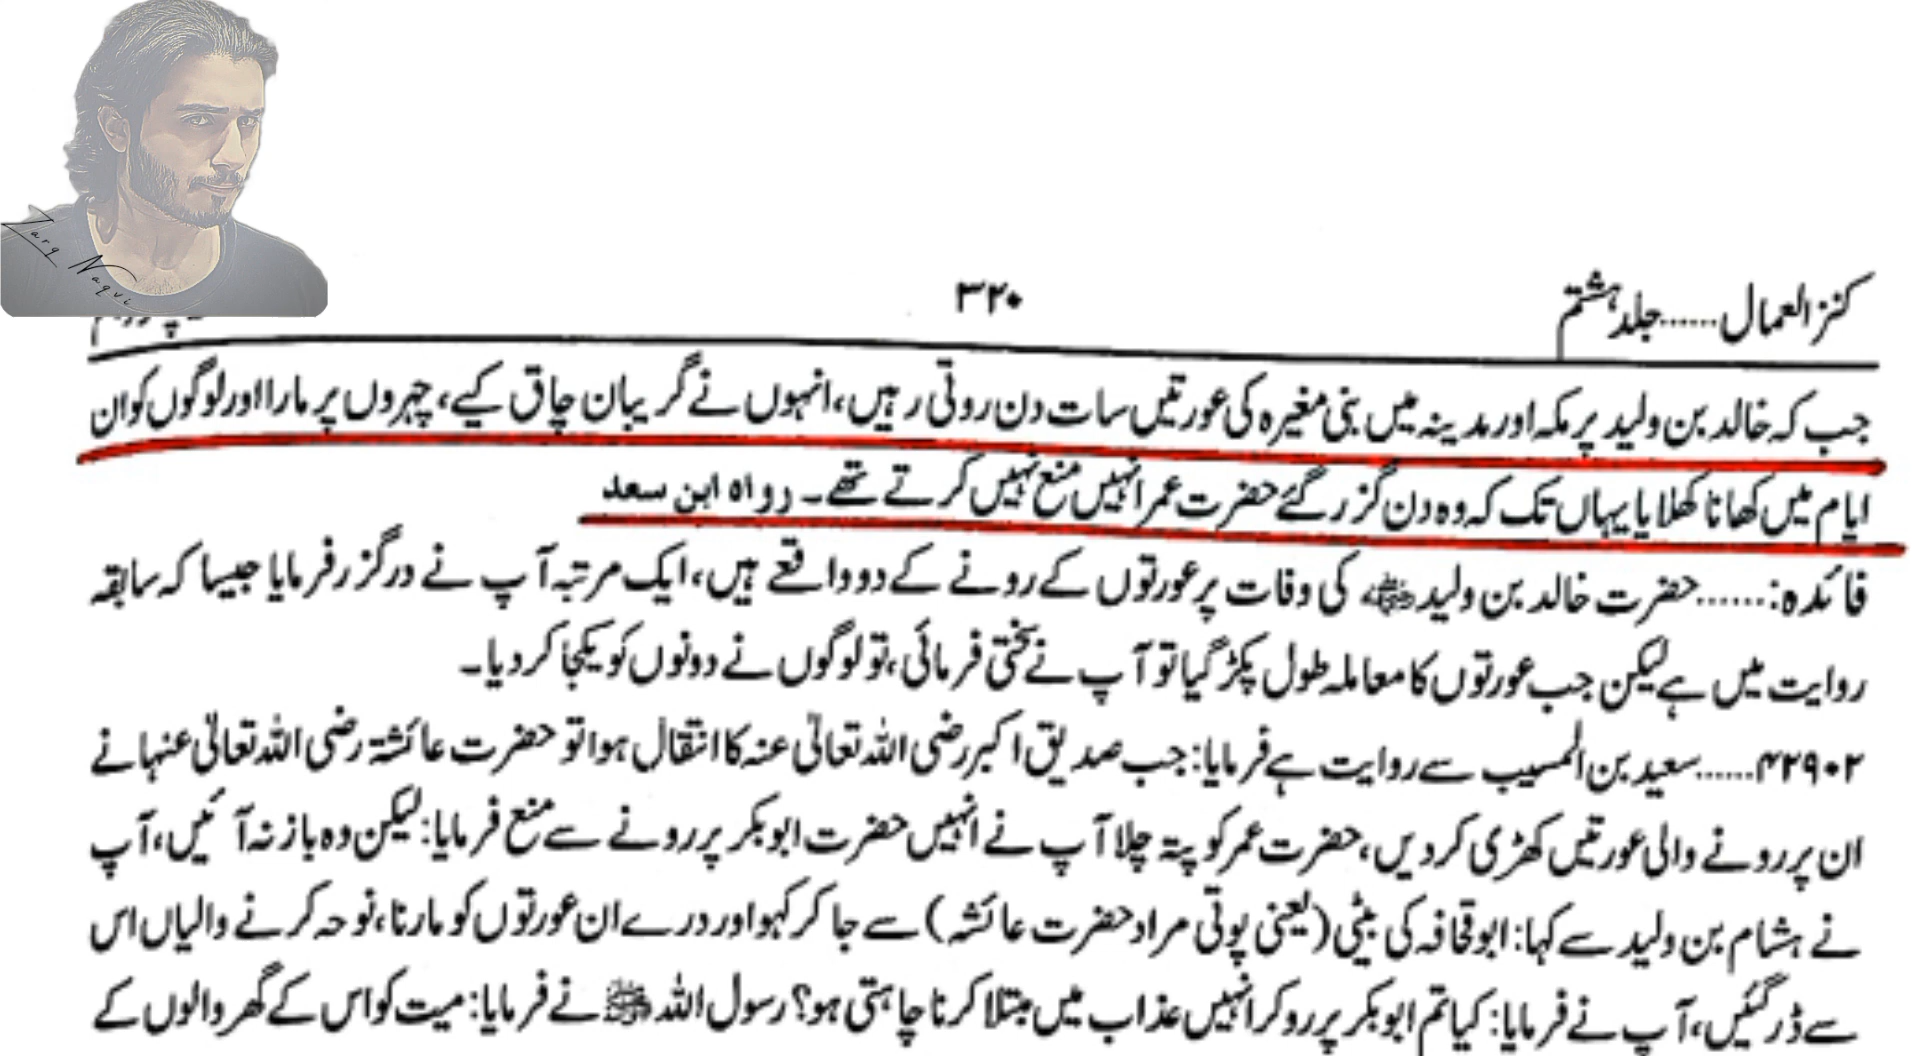 Zarq Naqvi
کنز العمال......جلد ہشتم
۳۲۰
جب کہ خالد بن ولید پر مکہ اور مدینہ میں بنی مغیرہ کی عورتیں سات دن روتی رہیں، انہوں نے گریبان چاق کیے، چہروں پر مارا اور لوگوں کو ان
ایام میں کھانا کھلایا یہاں تک کہ وہ دن گزر گئے حضرت عمر انہیں منع نہیں کرتے تھے۔ رواہ ابن سعد
فائدہ:.......حضرت خالد بن ولید رضی اللہ عنہ کی وفات پر عورتوں کے رونے کے دو واقعے ہیں، ایک مرتبہ آپ نے درگزر فرمایا جیسا کہ سابقہ
روایت میں ہے لیکن جب عورتوں کا معاملہ طول پکڑ گیا تو آپ نے سختی فرمائی، تو لوگوں نے دونوں کو یکجا کر دیا۔
۴۲۹۰۲......سعید بن المسیب سے روایت ہے فرمایا: جب صدیق اکبر رضی اللہ تعالیٰ عنہ کا انتقال ہوا تو حضرت عائشۃ رضی اللہ تعالیٰ عنہا نے
ان پر رونے والی عورتیں کھڑی کر دیں، حضرت عمر کو پتہ چلا آپ نے انہیں حضرت ابو بکر پر رونے سے منع فرمایا: لیکن وہ باز نہ آئیں، آپ
نے ہشام بن ولید سے کہا: ابو قحافہ کی بیٹی (یعنی پوتی مراد حضرت عائشہ) سے جا کر کہو اور درے ان عورتوں کو مارنا، نوحہ کرنے والیاں اس
سے ڈر گئیں، آپ نے فرمایا: کیا تم ابو بکر پر رو کر انہیں عذاب میں مبتلا کرنا چاہتی ہو؟ رسول اللہ ﷺ نے فرمایا: میت کو اس کے گھر والوں کے